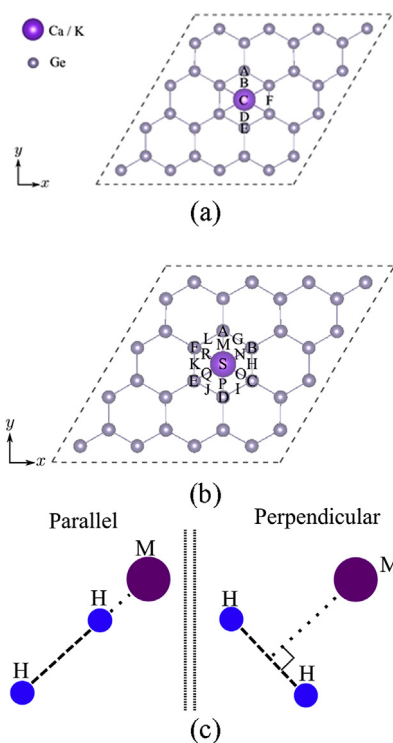 Ca / K
Ge
A
B
C F
D
E
y
x
(a)
L A G
F M B
R N
K S H
E Q O C
J P I
D
y
x
(b)
Parallel Perpendicular
M M
H H
H H
(c)